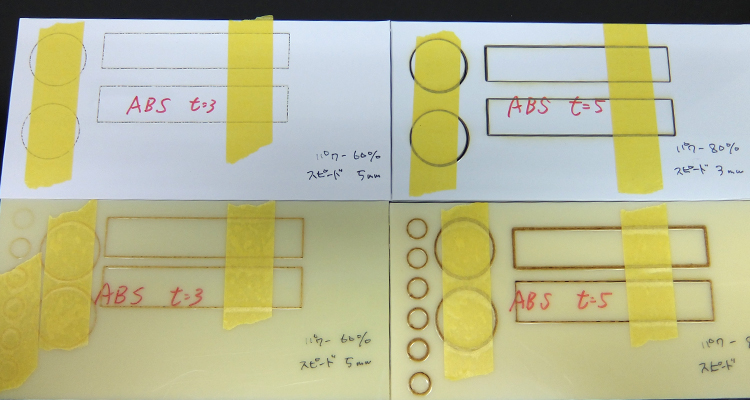 ABS t=3
パワー 60%
スピード 5mm
ABS t=5
パワー 80%
スピード 3mm
ABS t=3
パワー 60%
スピード 5mm
ABS t=5
パワー
スピード